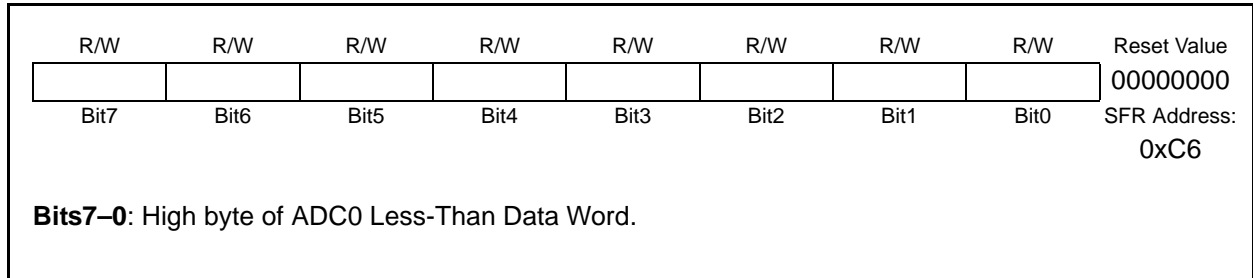 R/W R/W R/W R/W R/W R/W R/W R/W Reset Value
00000000
Bit7 Bit6 Bit5 Bit4 Bit3 Bit2 Bit1 Bit0 SFR Address:
0xC6
Bits7–0: High byte of ADC0 Less-Than Data Word.